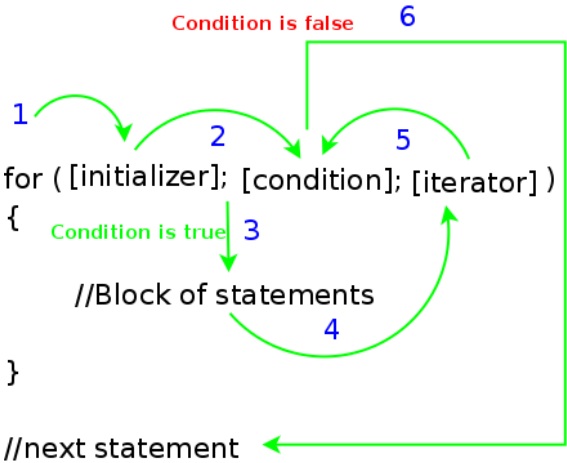 Condition is false 6
1 2 5
for ( [initializer]; [condition]; [iterator] )
{
Condition is true 3
//Block of statements
4
}
//next statement